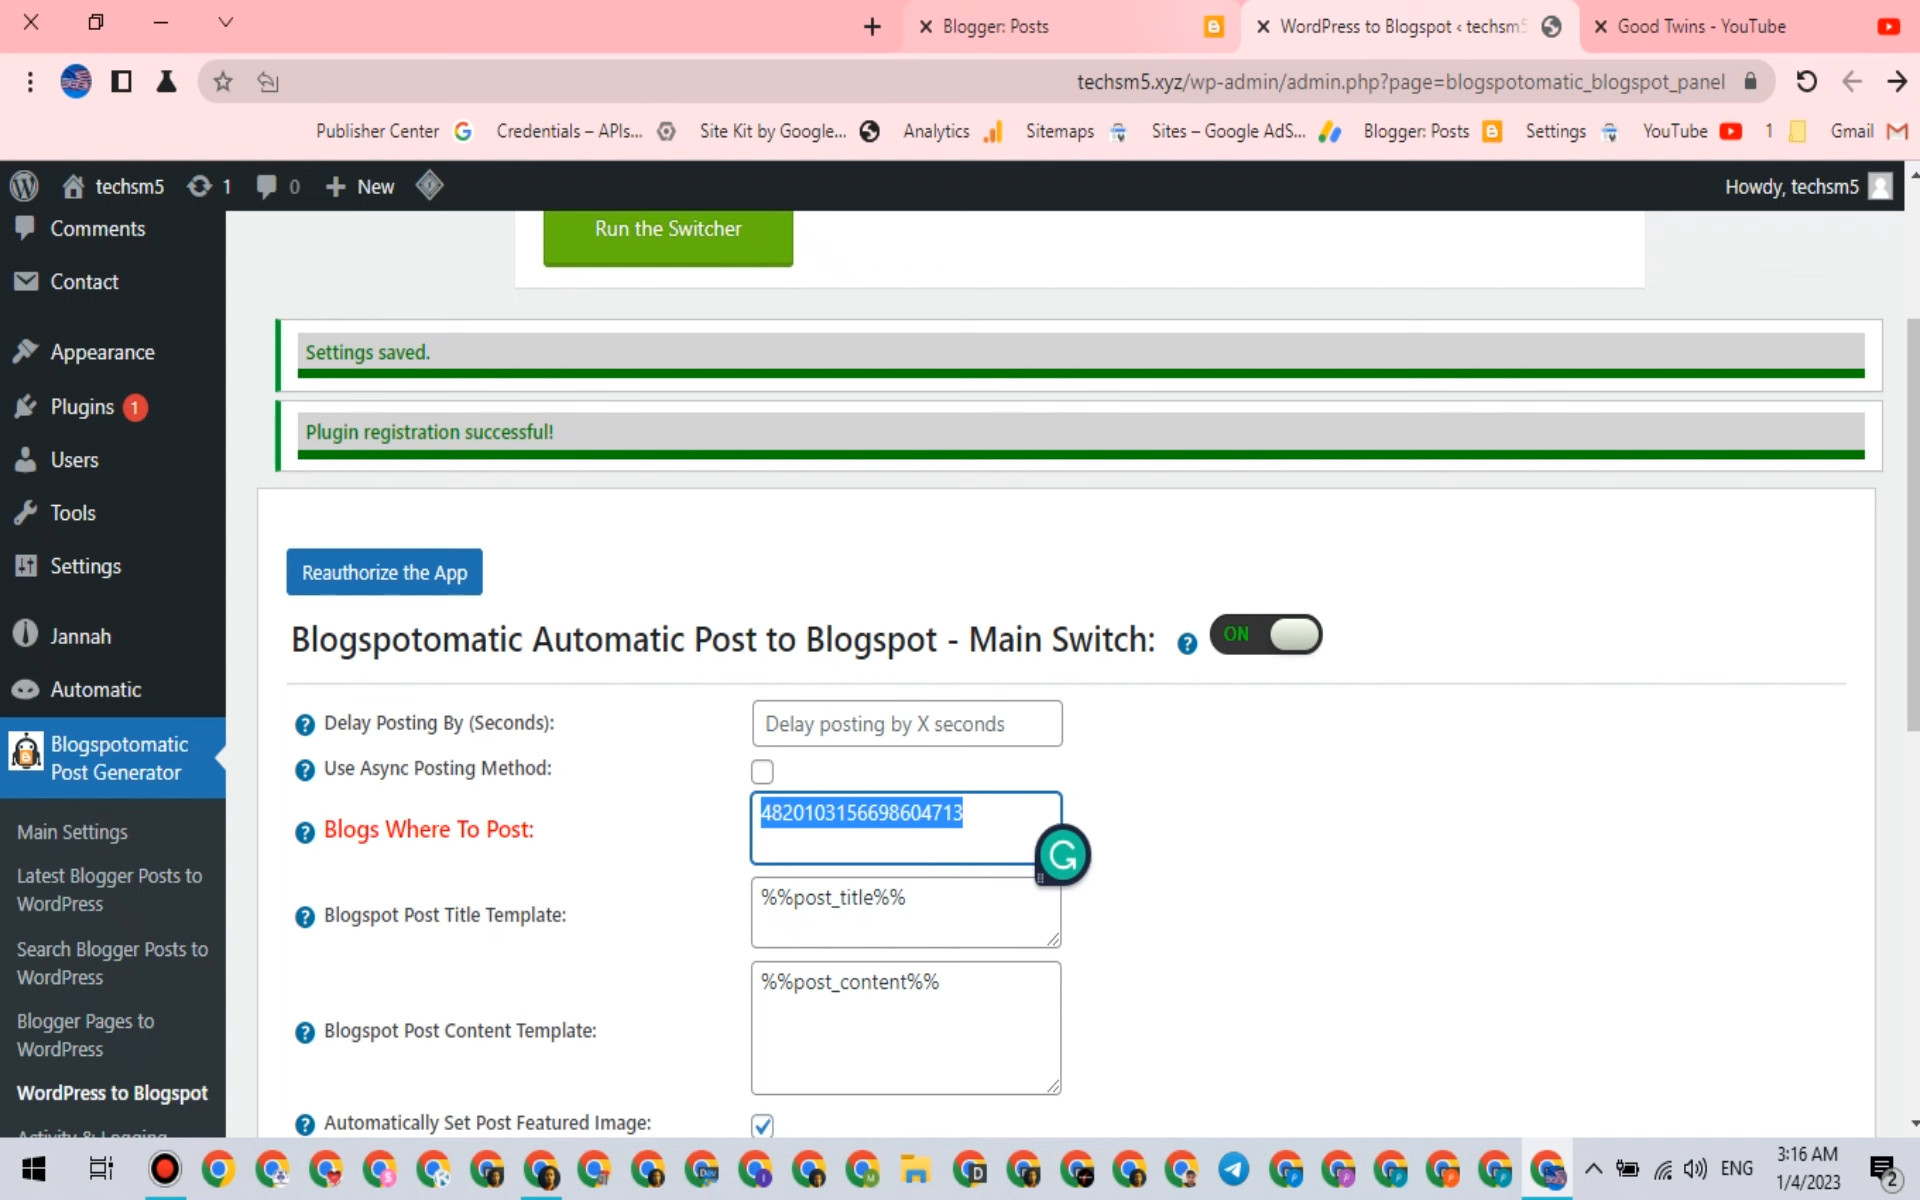 Blogger: Posts
WordPress to Blogspot ‹ techsm5
Good Twins - YouTube
techsm5.xyz/wp-admin/admin.php?page=blogspotomatic_blogspot_panel
Publisher Center
Credentials – APIs...
Site Kit by Google...
Analytics
Sitemaps
Sites – Google AdS...
Blogger: Posts
Settings
YouTube
1
Gmail
techsm5
1
0
New
Howdy, techsm5
Comments
Contact
Appearance
Plugins 1
Users
Tools
Settings
Jannah
Automatic
Blogspotomatic
Post Generator
Main Settings
Latest Blogger Posts to
WordPress
Search Blogger Posts to
WordPress
Blogger Pages to
WordPress
WordPress to Blogspot
Activity & Logging
Run the Switcher
Settings saved.
Plugin registration successful!
Reauthorize the App
Blogspotomatic Automatic Post to Blogspot - Main Switch: ON
Delay Posting By (Seconds):
Delay posting by X seconds
Use Async Posting Method:
Blogs Where To Post:
4820103156698604713
Blogspot Post Title Template:
%%post_title%%
Blogspot Post Content Template:
%%post_content%%
Automatically Set Post Featured Image:
ENG
3:16 AM
1/4/2023
2